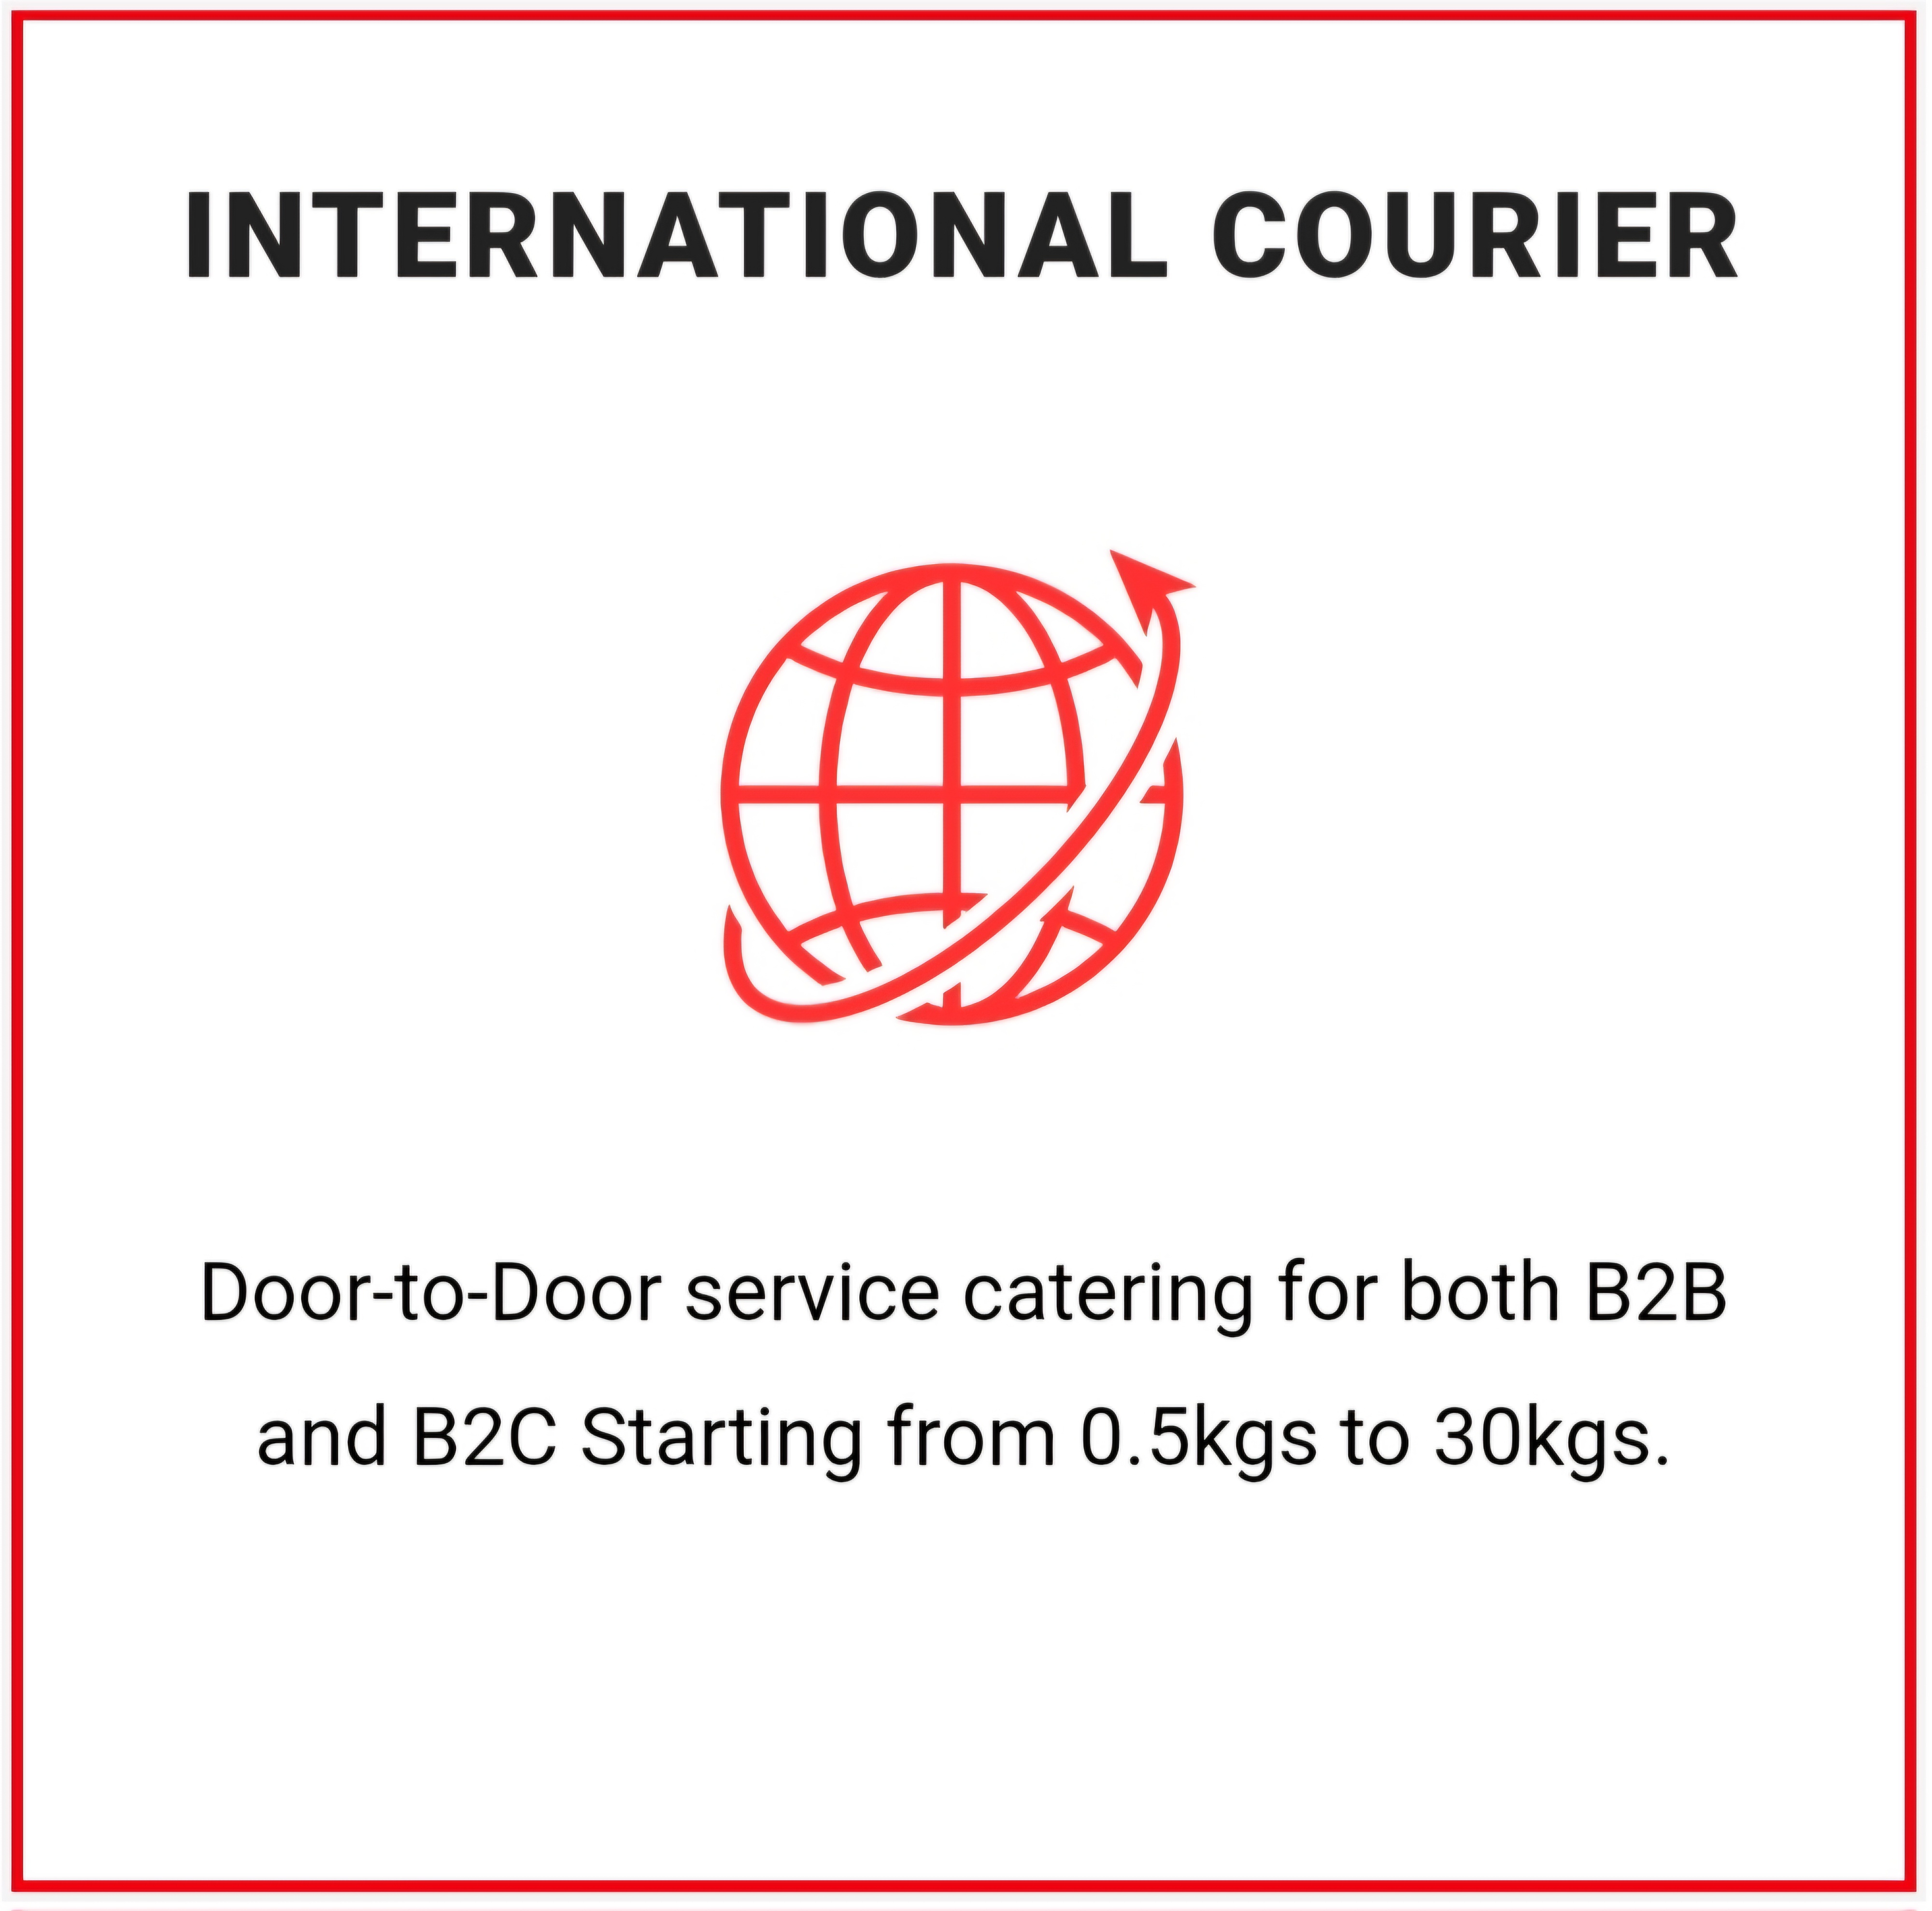 INTERNATIONAL COURIER
Door-to-Door service catering for both B2B
and B2C Starting from 0.5kgs to 30kgs.